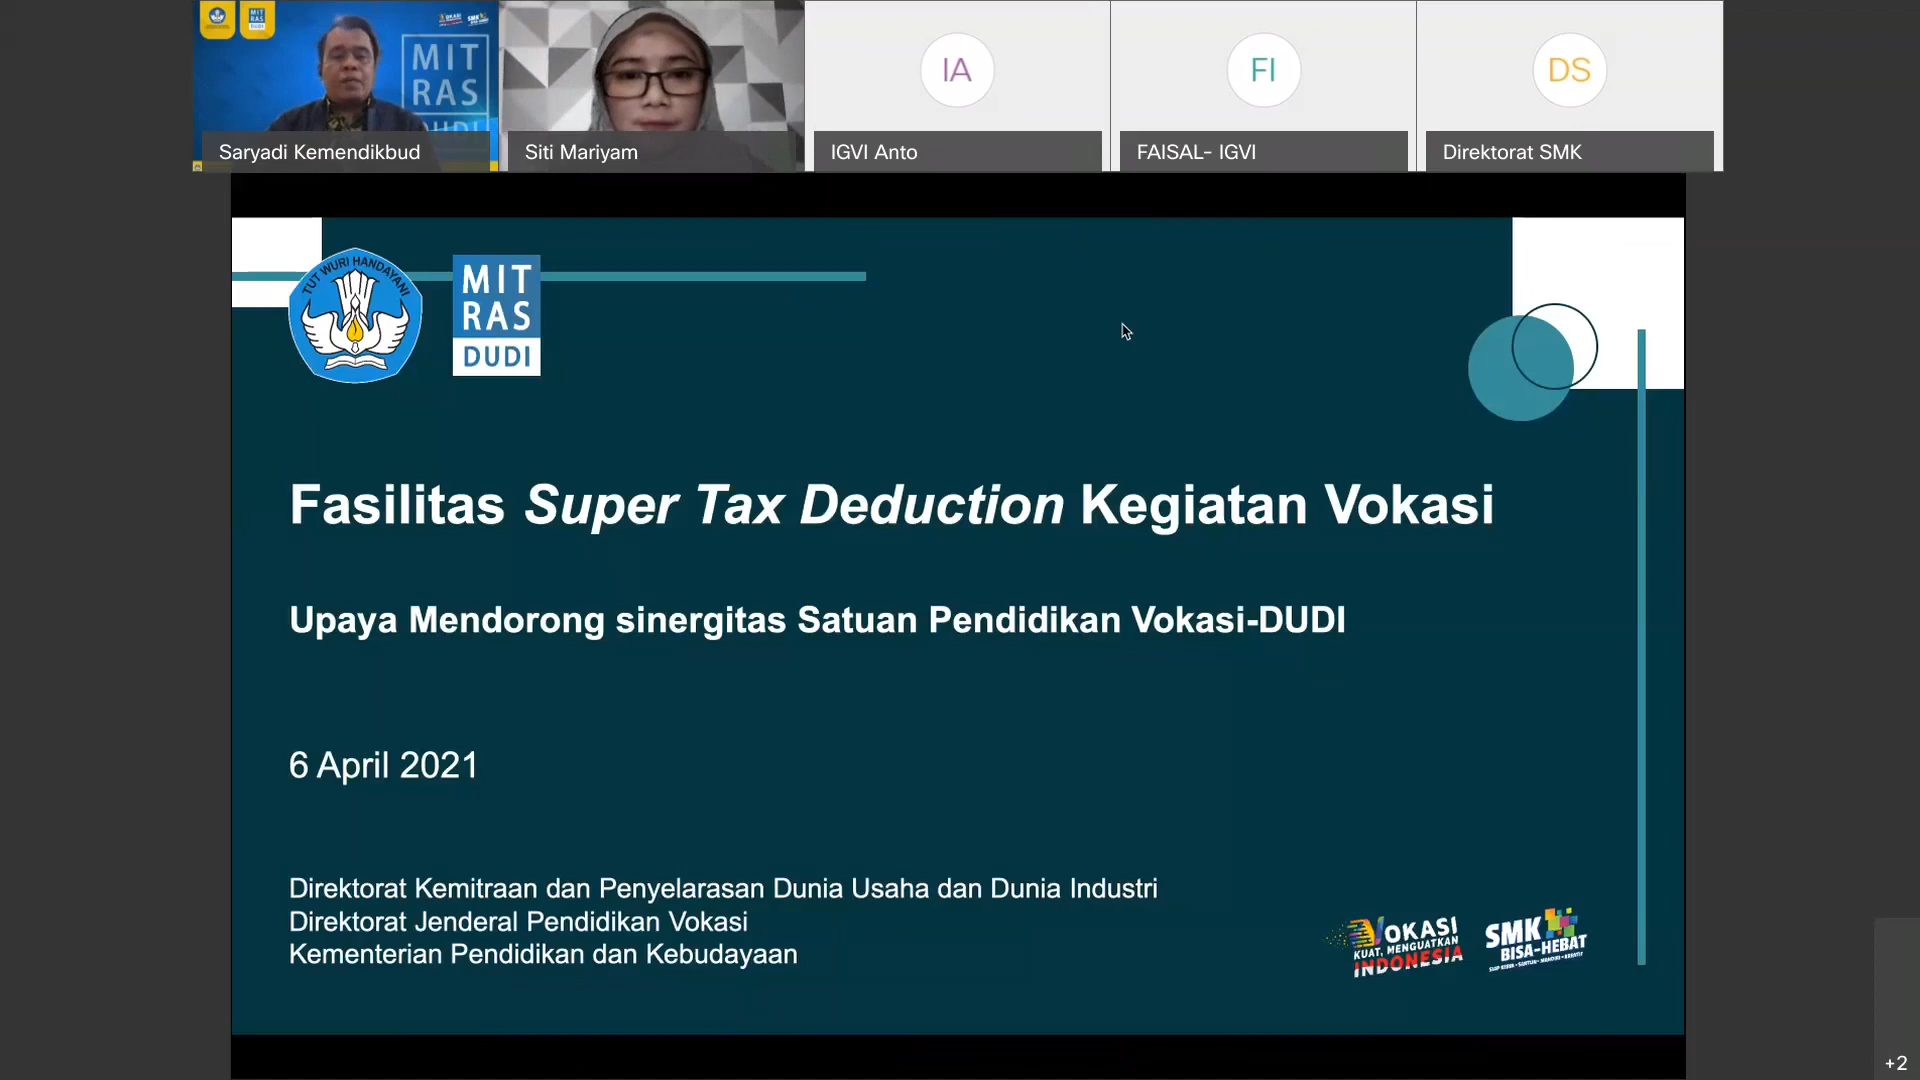 MIT
RAS
DUDI
Saryadi Kemendikbud
Siti Mariyam
IA
IGVI Anto
FI
FAISAL- IGVI
DS
Direktorat SMK
TUT WURI HANDAYANI
MIT
RAS
DUDI
Fasilitas Super Tax Deduction Kegiatan Vokasi
Upaya Mendorong sinergitas Satuan Pendidikan Vokasi-DUDI
6 April 2021
Direktorat Kemitraan dan Penyelarasan Dunia Usaha dan Dunia Industri
Direktorat Jenderal Pendidikan Vokasi
Kementerian Pendidikan dan Kebudayaan
VOKASI
KUAT, MENGUATKAN
INDONESIA
SMK
BISA-HEBAT
+2